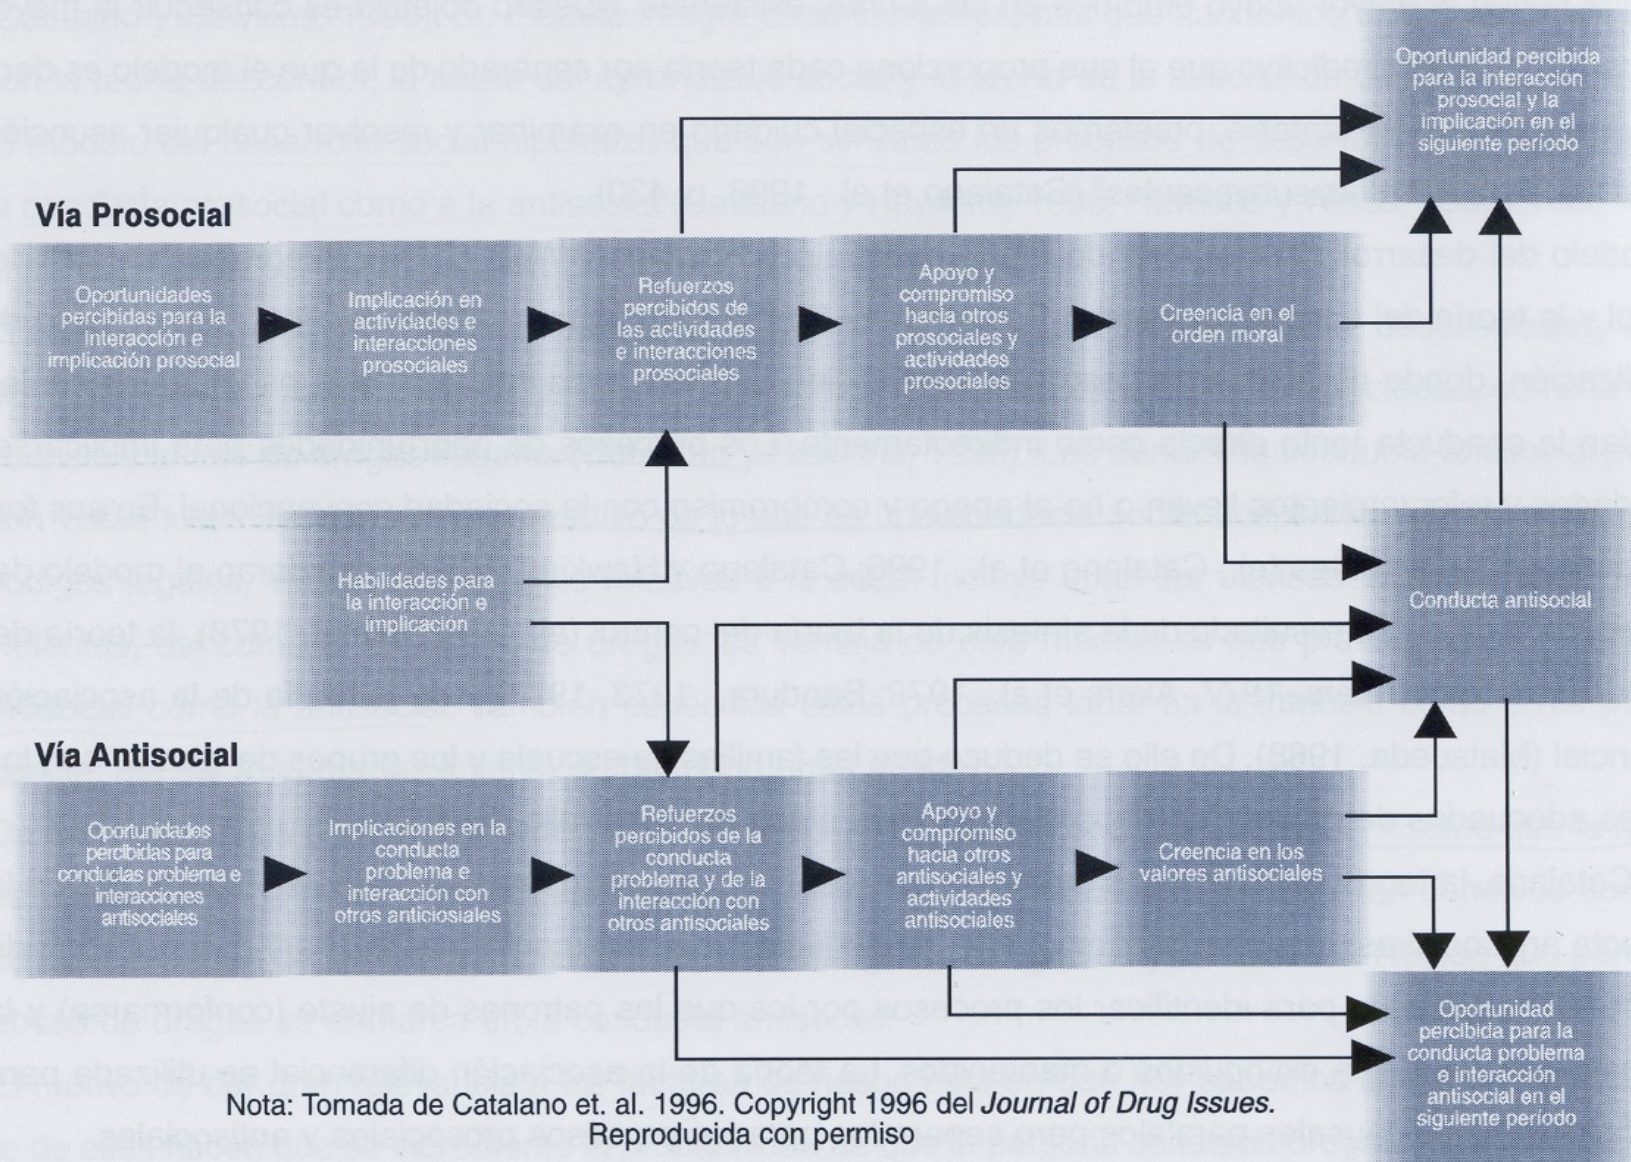 Oportunidad percibida
para la interacción
prosocial y la
implicación en el
siguiente período
Vía Prosocial
Oportunidades
percibidas para la
Interacción e
implicación prosocial
Implicación en
actividades e
interacciones
prosociales
Refuerzos
percibidos de
las actividades
e interacciones
prosociales
Apoyo y
compromiso
hacia otros
prosociales y
actividades
prosociales
Creencia en el
orden moral
Habilidades para
la interacción e
implicación
Conducta antisocial
Vía Antisocial
Oportunidades
percibidas para
conductas problema e
interacciones
antisociales
Implicaciones en la
conducta
problema e
interacción con
otros anticiosiales
Refuerzos
percibidos de la
conducta
problema y de la
interacción con
otros antisociales
Apoyo y
compromiso
hacia otros
antisociales y
actividades
antisociales
Creencia en los
valores antisociales
Oportunidad
percibida para la
conducta problema
e interacción
antisocial en el
siguiente período
Nota: Tomada de Catalano et. al. 1996. Copyright 1996 del Journal of Drug Issues.
Reproducida con permiso